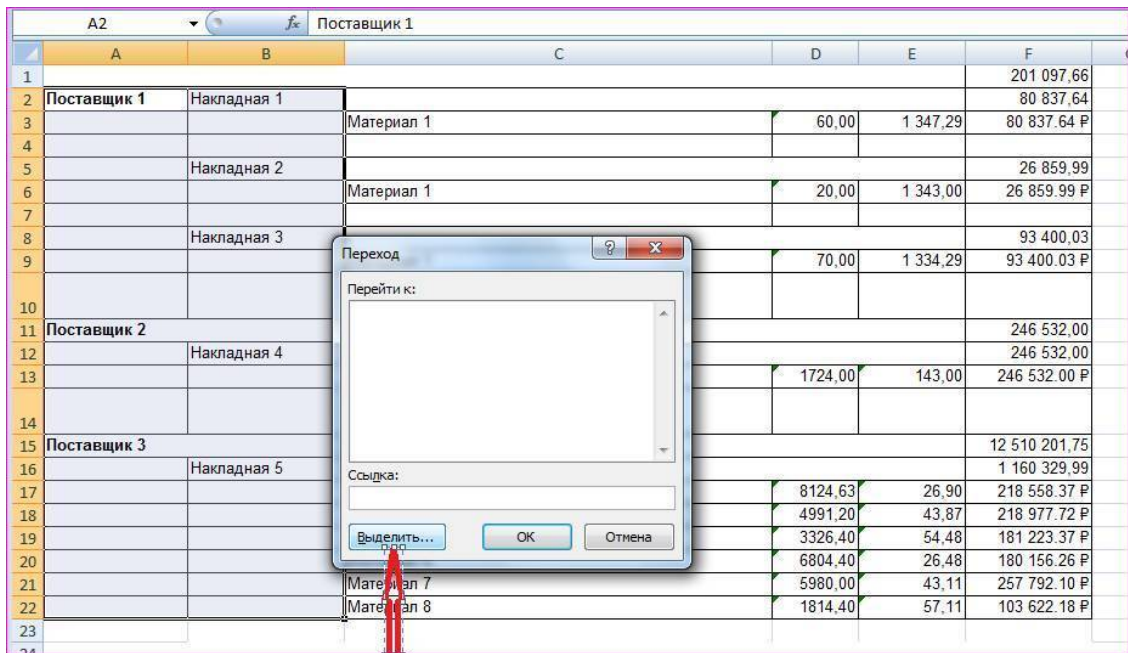 A2 fx Поставщик 1
A B C D E F
1 201 097,66
2 Поставщик 1 Накладная 1 80 837,64
3 Материал 1 60,00 1 347,29 80 837.64 ₽
4
5 Накладная 2 26 859,99
6 Материал 1 20,00 1 343,00 26 859.99 ₽
7
8 Накладная 3 93 400,03
9 70,00 1 334,29 93 400.03 ₽
10
11 Поставщик 2 246 532,00
12 Накладная 4 246 532,00
13 1724,00 143,00 246 532.00 ₽
14
15 Поставщик 3 12 510 201,75
16 Накладная 5 1 160 329,99
17 8124,63 26,90 218 558.37 ₽
18 4991,20 43,87 218 977.72 ₽
19 3326,40 54,48 181 223.37 ₽
20 6804,40 26,48 180 156.26 ₽
21 Материал 7 5980,00 43,11 257 792.10 ₽
22 Материал 8 1814,40 57,11 103 622.18 ₽
23
Переход
Перейти к:
Ссылка:
Выделить... ОК Отмена